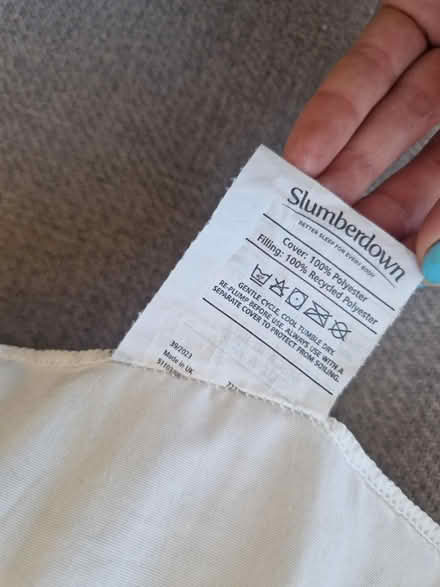 Slumberdown
BETTER SLEEP FOR EVERY BODY
Cover: 100% Polyester
Filling: 100% Recycled Polyester
GENTLE CYCLE, COOL TUMBLE DRY.
RE-PLUMP BEFORE USE. ALWAYS USE WITH A
SEPARATE COVER TO PROTECT FROM SOILING.
39/2023
Made in UK